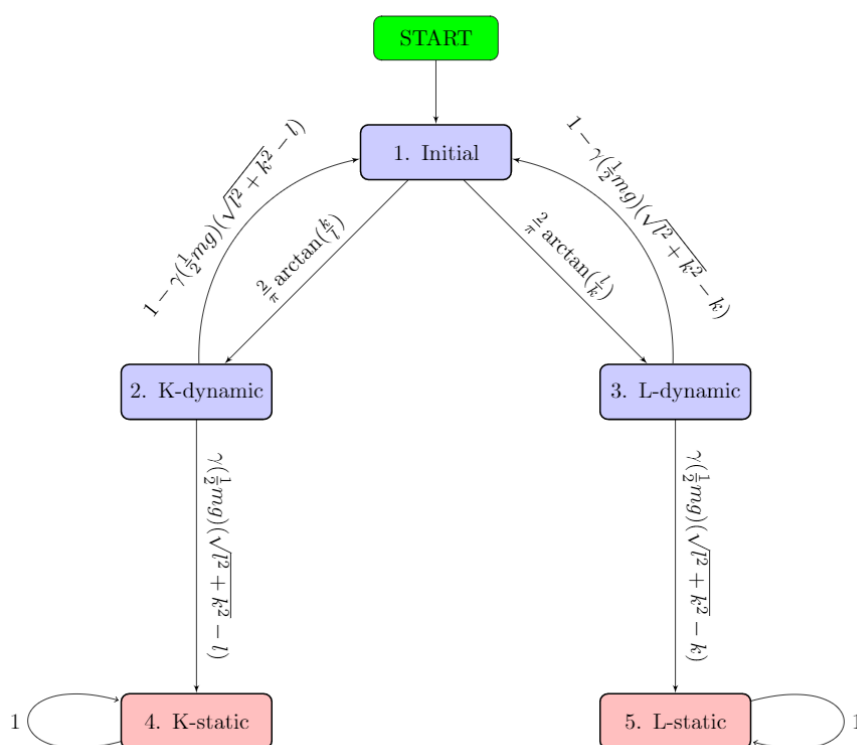 START
1. Initial
1 − γ(½mg)(√(l² + k²) − l)
2/π arctan(k/l)
2/π arctan(l/k)
1 − γ(½mg)(√(l² + k²) − k)
2. K-dynamic
3. L-dynamic
γ(½mg)(√(l² + k²) − l)
γ(½mg)(√(l² + k²) − k)
1
4. K-static
5. L-static
1